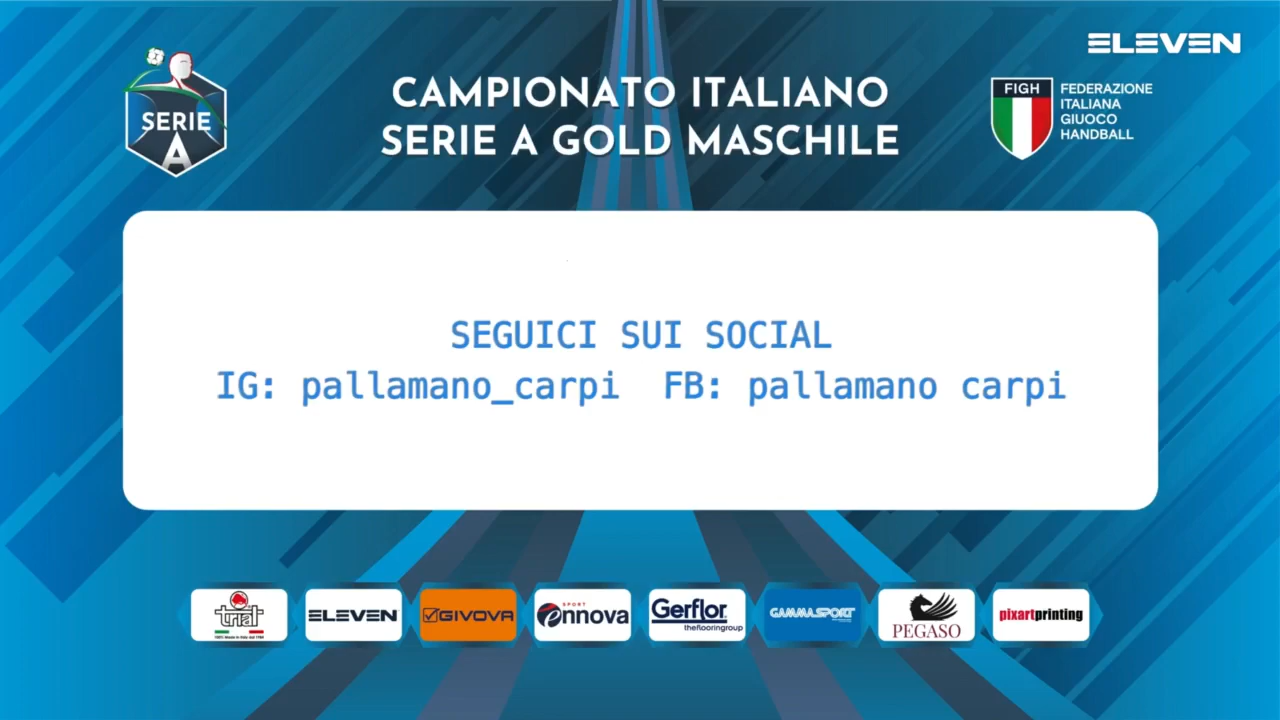 ELEVEN
SERIE
A
CAMPIONATO ITALIANO
SERIE A GOLD MASCHILE
FIGH
FEDERAZIONE
ITALIANA
GIUOCO
HANDBALL
SEGUICI SUI SOCIAL
IG: pallamano_carpi FB: pallamano carpi
trial
ELEVEN
GIVOVA
SPORT
ennova
Gerflor
theflooringgroup
GAMMASPORT
PEGASO
pixartprinting